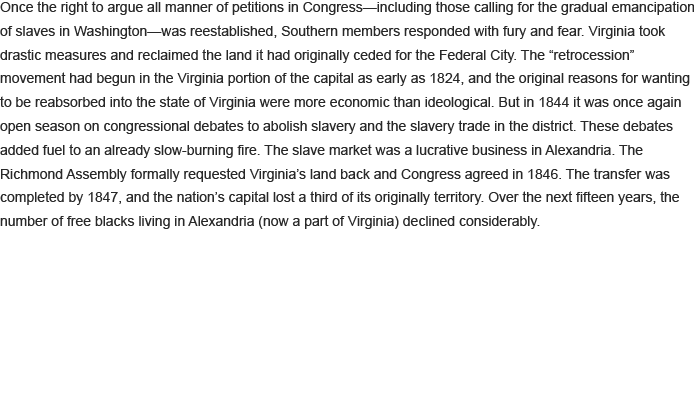 Once the right to argue all manner of petitions in Congress—including those calling for the gradual emancipation
of slaves in Washington—was reestablished, Southern members responded with fury and fear. Virginia took
drastic measures and reclaimed the land it had originally ceded for the Federal City. The “retrocession”
movement had begun in the Virginia portion of the capital as early as 1824, and the original reasons for wanting
to be reabsorbed into the state of Virginia were more economic than ideological. But in 1844 it was once again
open season on congressional debates to abolish slavery and the slavery trade in the district. These debates
added fuel to an already slow-burning fire. The slave market was a lucrative business in Alexandria. The
Richmond Assembly formally requested Virginia’s land back and Congress agreed in 1846. The transfer was
completed by 1847, and the nation’s capital lost a third of its originally territory. Over the next fifteen years, the
number of free blacks living in Alexandria (now a part of Virginia) declined considerably.